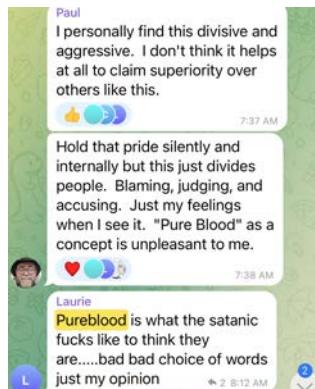 Paul
I personally find this divisive and
aggressive.  I don't think it helps
at all to claim superiority over
others like this.
7:37 AM
Hold that pride silently and
internally but this just divides
people.  Blaming, judging, and
accusing.  Just my feelings
when I see it.  "Pure Blood" as a
concept is unpleasant to me.
7:38 AM
Laurie
Pureblood is what the satanic
fucks like to think they
are.....bad bad choice of words
just my opinion
2 8:12 AM
L
2